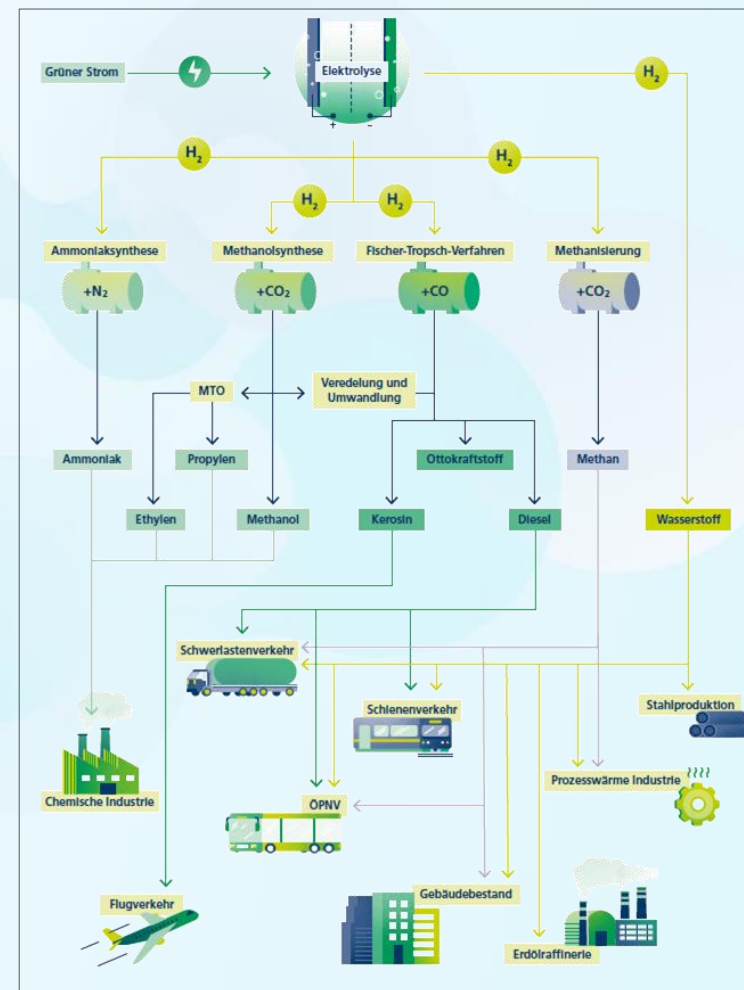 Grüner Strom
Elektrolyse
+ -
H₂
H₂
H₂
H₂
H₂
Ammoniaksynthese
Methanolsynthese
Fischer-Tropsch-Verfahren
Methanisierung
+N₂
+CO₂
+CO
+CO₂
MTO
Veredelung und
Umwandlung
Ammoniak
Propylen
Ottokraftstoff
Methan
Ethylen
Methanol
Kerosin
Diesel
Wasserstoff
Schwerlastenverkehr
Schienenverkehr
Stahlproduktion
Prozesswärme Industrie
Chemische Industrie
ÖPNV
Gebäudebestand
Flugverkehr
Erdölraffinerie